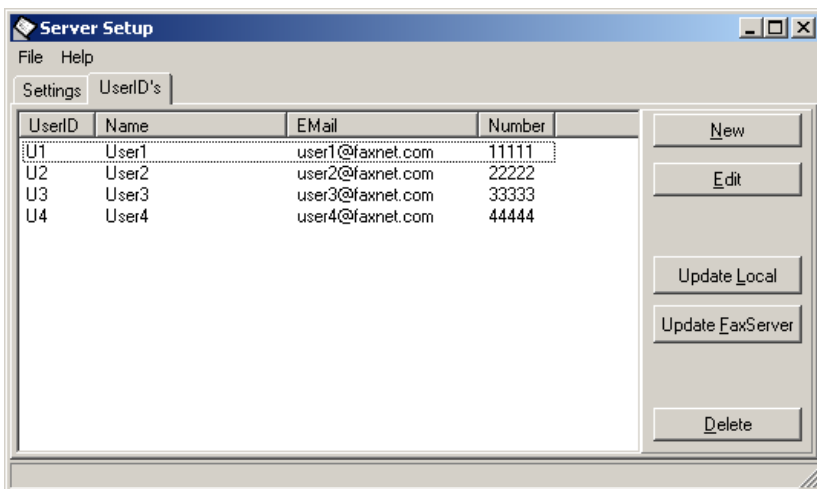 Server Setup
File Help
Settings UserID's
UserID Name EMail Number
U1 User1 user1@faxnet.com 11111
U2 User2 user2@faxnet.com 22222
U3 User3 user3@faxnet.com 33333
U4 User4 user4@faxnet.com 44444
New
Edit
Update Local
Update FaxServer
Delete